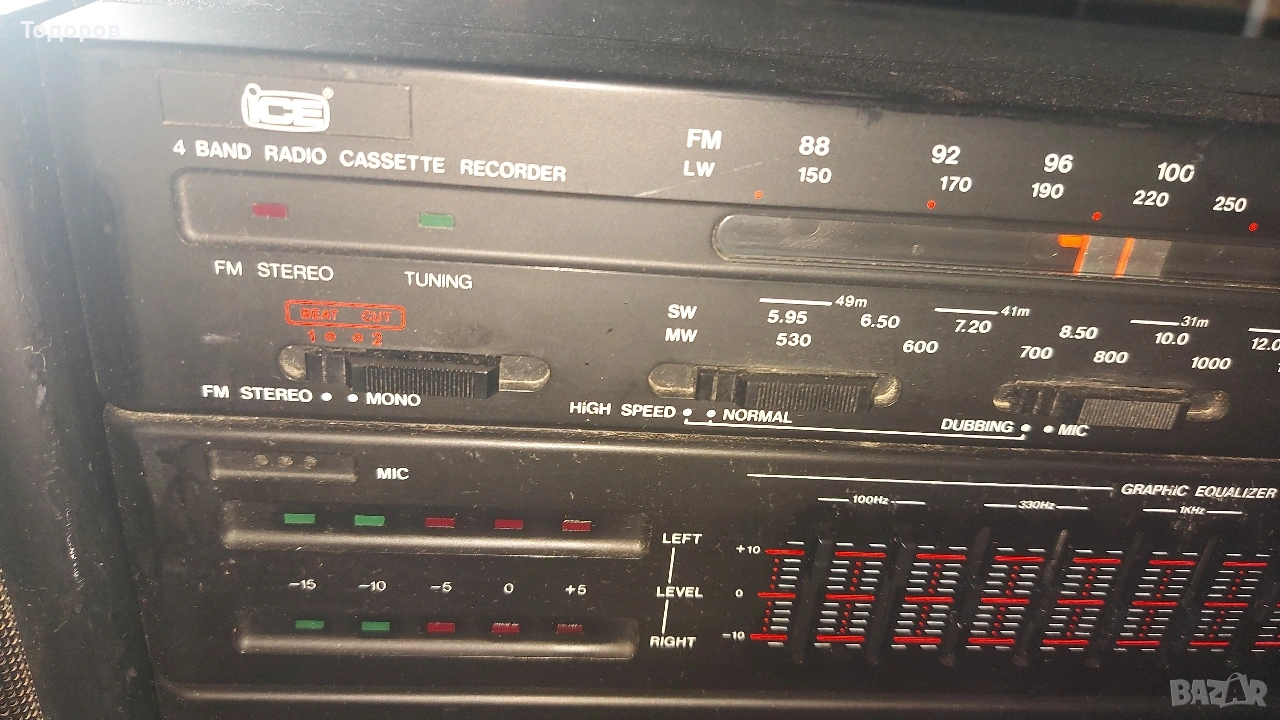 Тодоров
ICE
4 BAND RADIO CASSETTE RECORDER
FM 88 92 96 100
LW 150 170 190 220 250
FM STEREO TUNING
BEAT CUT
1 2
FM STEREO MONO
49m 41m 31m
SW 5.95 6.50 7.20 8.50 10.0 12.0
MW 530 600 700 800 1000
HIGH SPEED NORMAL
DUBBING MIC
MIC
GRAPHIC EQUALIZER
100Hz 330Hz 1KHz
LEFT
LEVEL
RIGHT
-15 -10 -5 0 +5
+10
0
-10
BAZAR